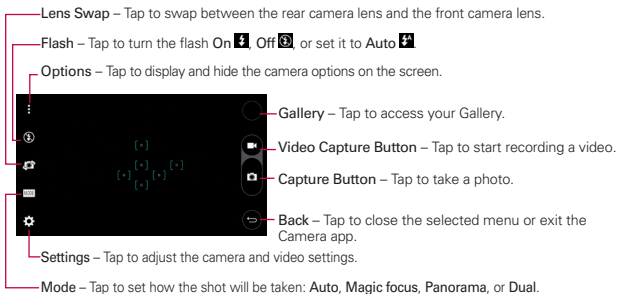 Lens Swap – Tap to swap between the rear camera lens and the front camera lens.
Flash – Tap to turn the flash On , Off , or set it to Auto .
Options – Tap to display and hide the camera options on the screen.
Gallery – Tap to access your Gallery.
Video Capture Button – Tap to start recording a video.
Capture Button – Tap to take a photo.
MODE
Back – Tap to close the selected menu or exit the
Camera app.
Settings – Tap to adjust the camera and video settings.
Mode – Tap to set how the shot will be taken: Auto, Magic focus, Panorama, or Dual.